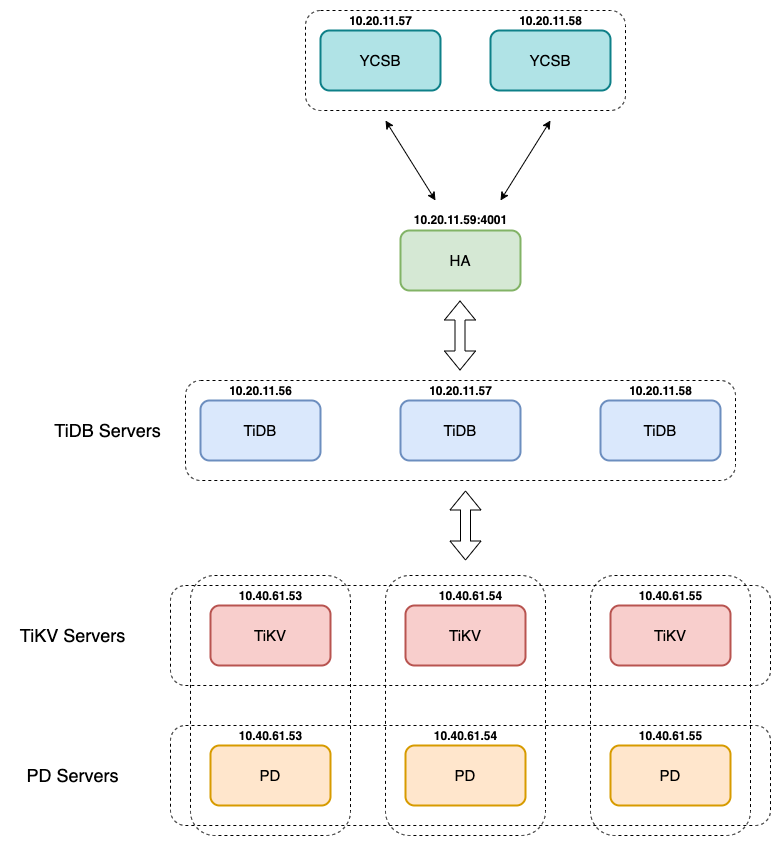 10.20.11.57
10.20.11.58
YCSB
YCSB
10.20.11.59:4001
HA
10.20.11.56
10.20.11.57
10.20.11.58
TiDB Servers
TiDB
TiDB
TiDB
10.40.61.53
10.40.61.54
10.40.61.55
TiKV Servers
TiKV
TiKV
TiKV
10.40.61.53
10.40.61.54
10.40.61.55
PD Servers
PD
PD
PD